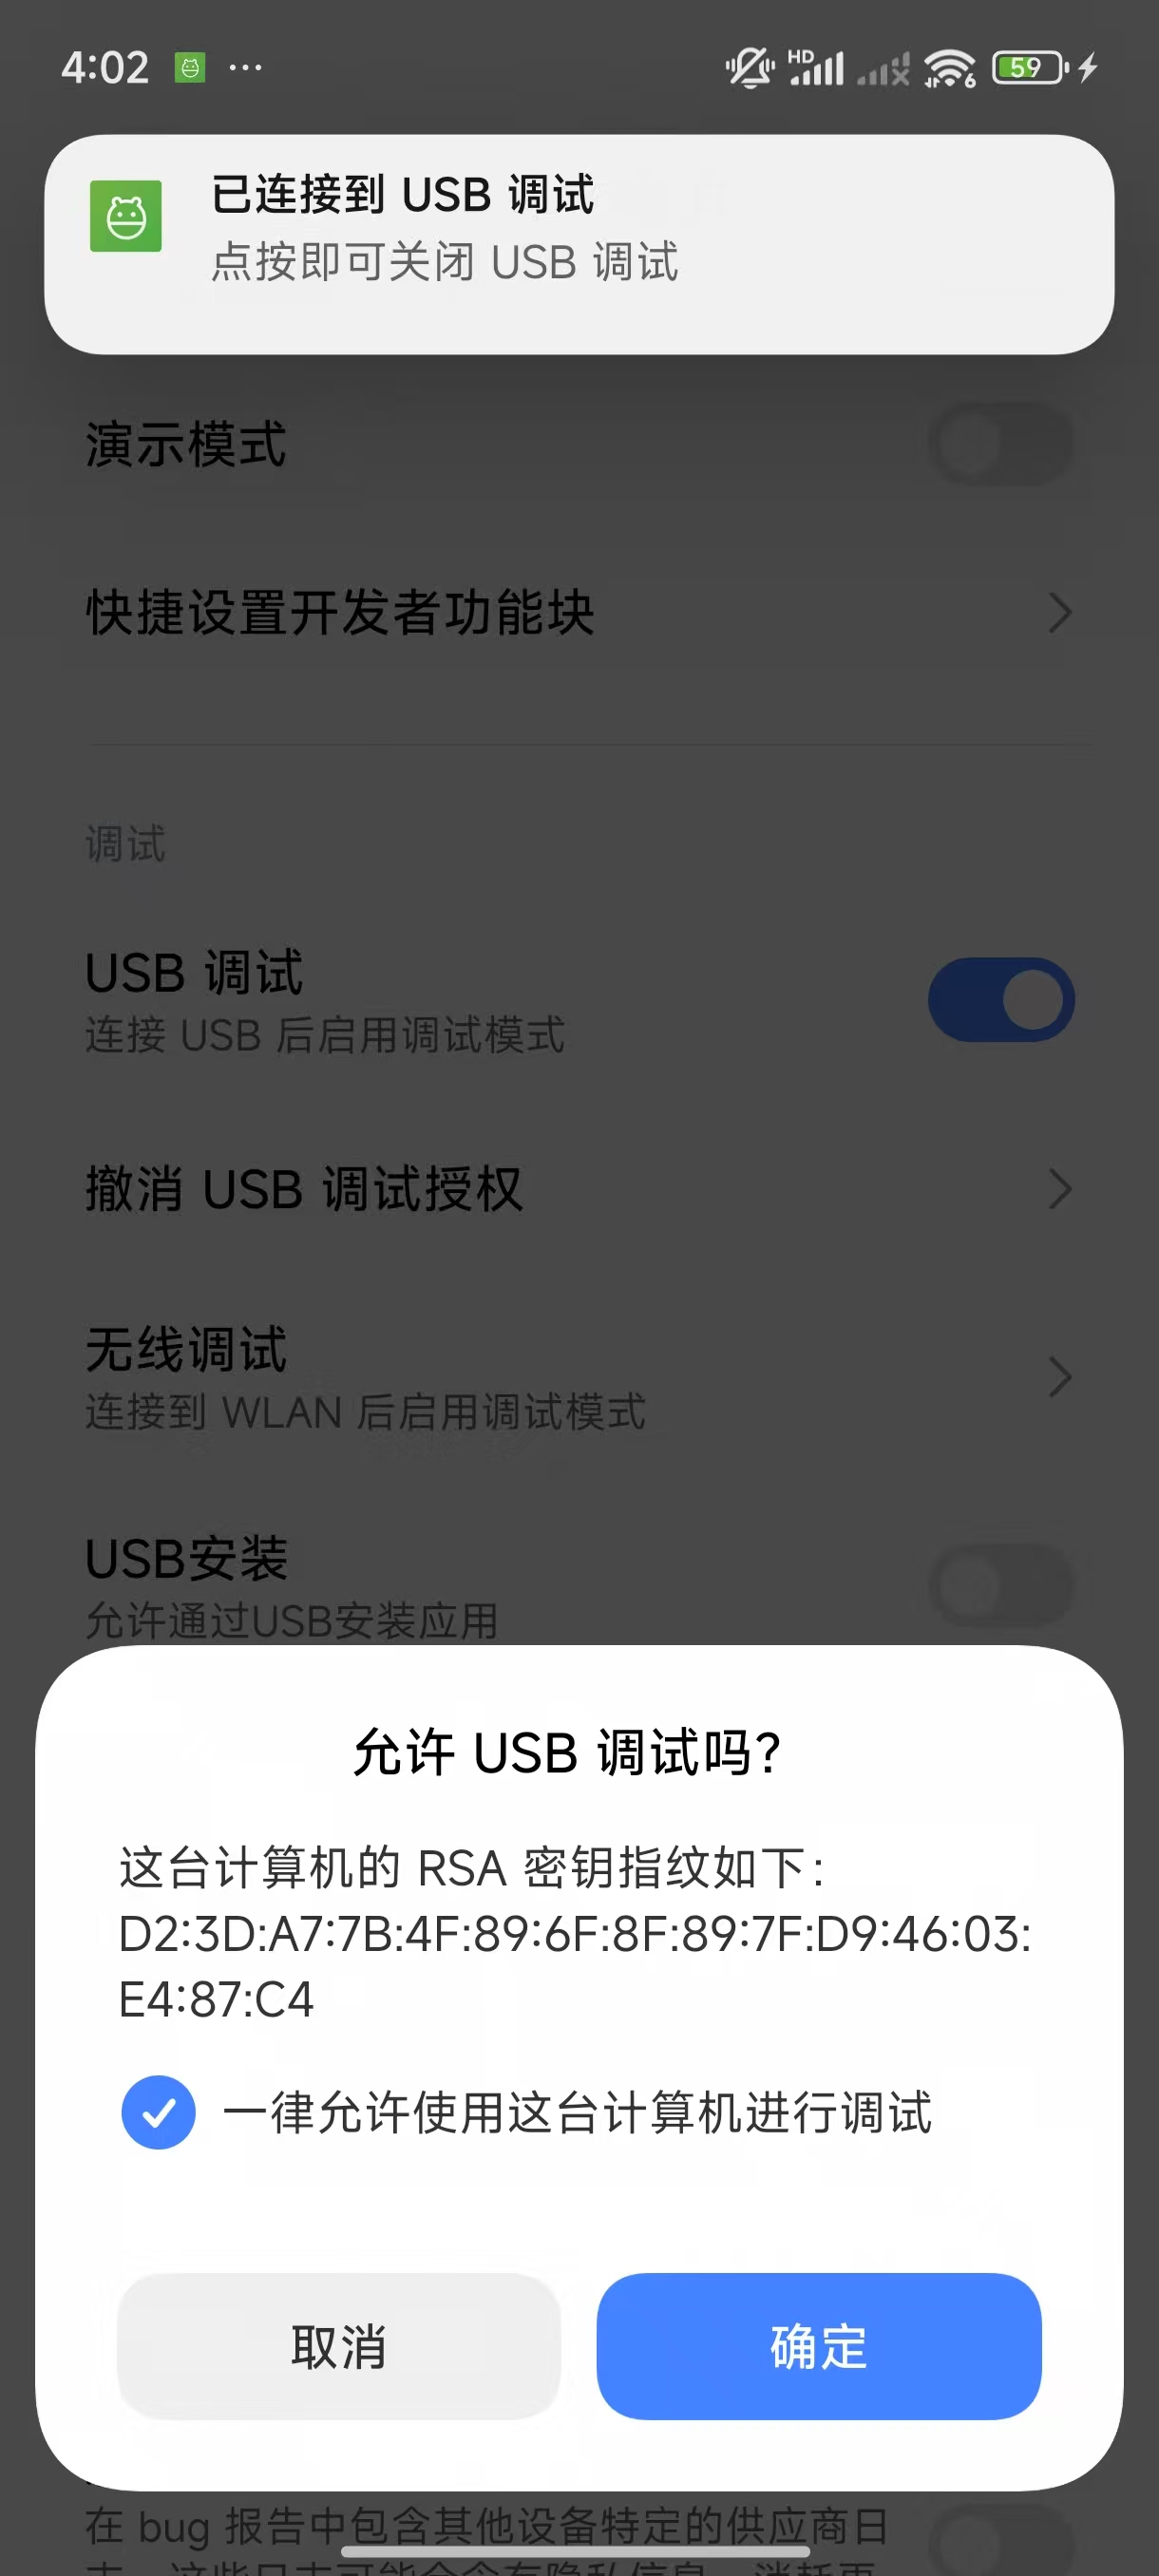 4:02
HD
6
59
已连接到 USB 调试
点按即可关闭 USB 调试
演示模式
快捷设置开发者功能块
调试
USB 调试
连接 USB 后启用调试模式
撤消 USB 调试授权
无线调试
连接到 WLAN 后启用调试模式
USB安装
允许通过USB安装应用
允许 USB 调试吗?
这台计算机的 RSA 密钥指纹如下:
D2:3D:A7:7B:4F:89:6F:8F:89:7F:D9:46:03:
E4:87:C4
一律允许使用这台计算机进行调试
取消
确定
在 bug 报告中包含其他设备特定的供应商日